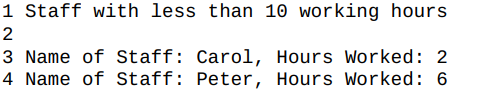 1 Staff with less than 10 working hours
2
3 Name of Staff: Carol, Hours Worked: 2
4 Name of Staff: Peter, Hours Worked: 6